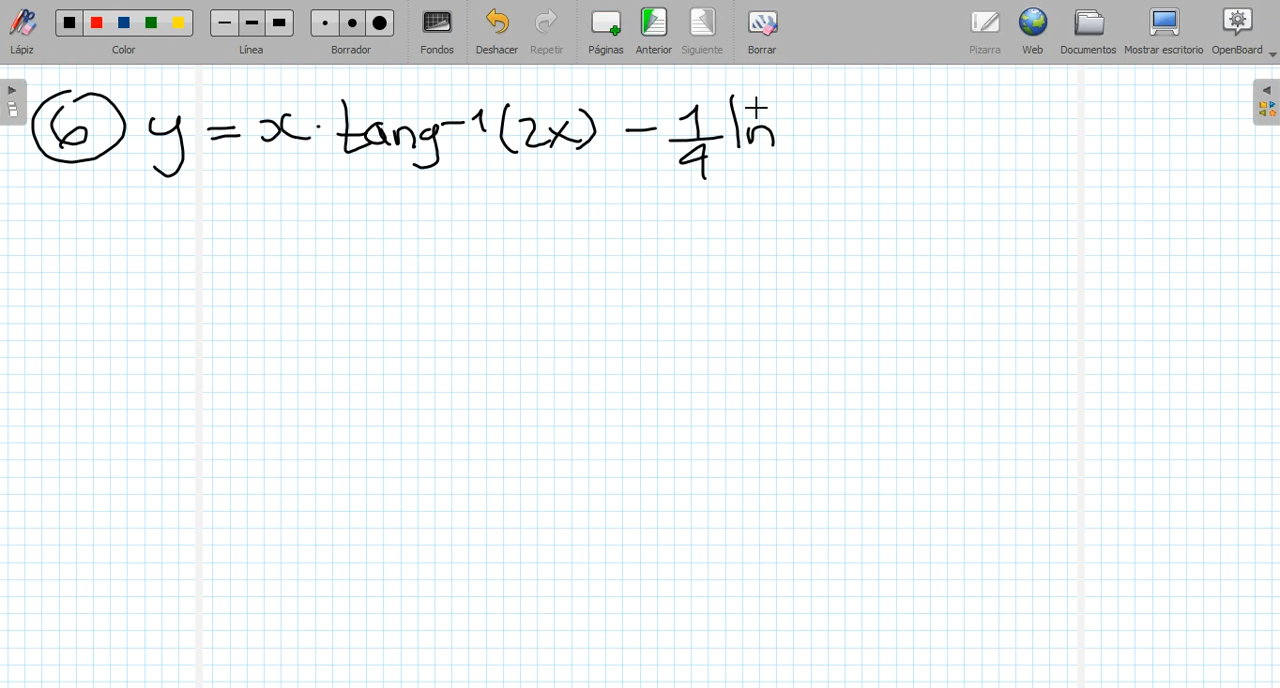 Lápiz Color Línea Borrador Fondos Deshacer Repetir Páginas Anterior Siguiente Borrar Pizarra Web Documentos Mostrar escritorio OpenBoard
⑥ y = x · tang⁻¹(2x) − 1/4 ln